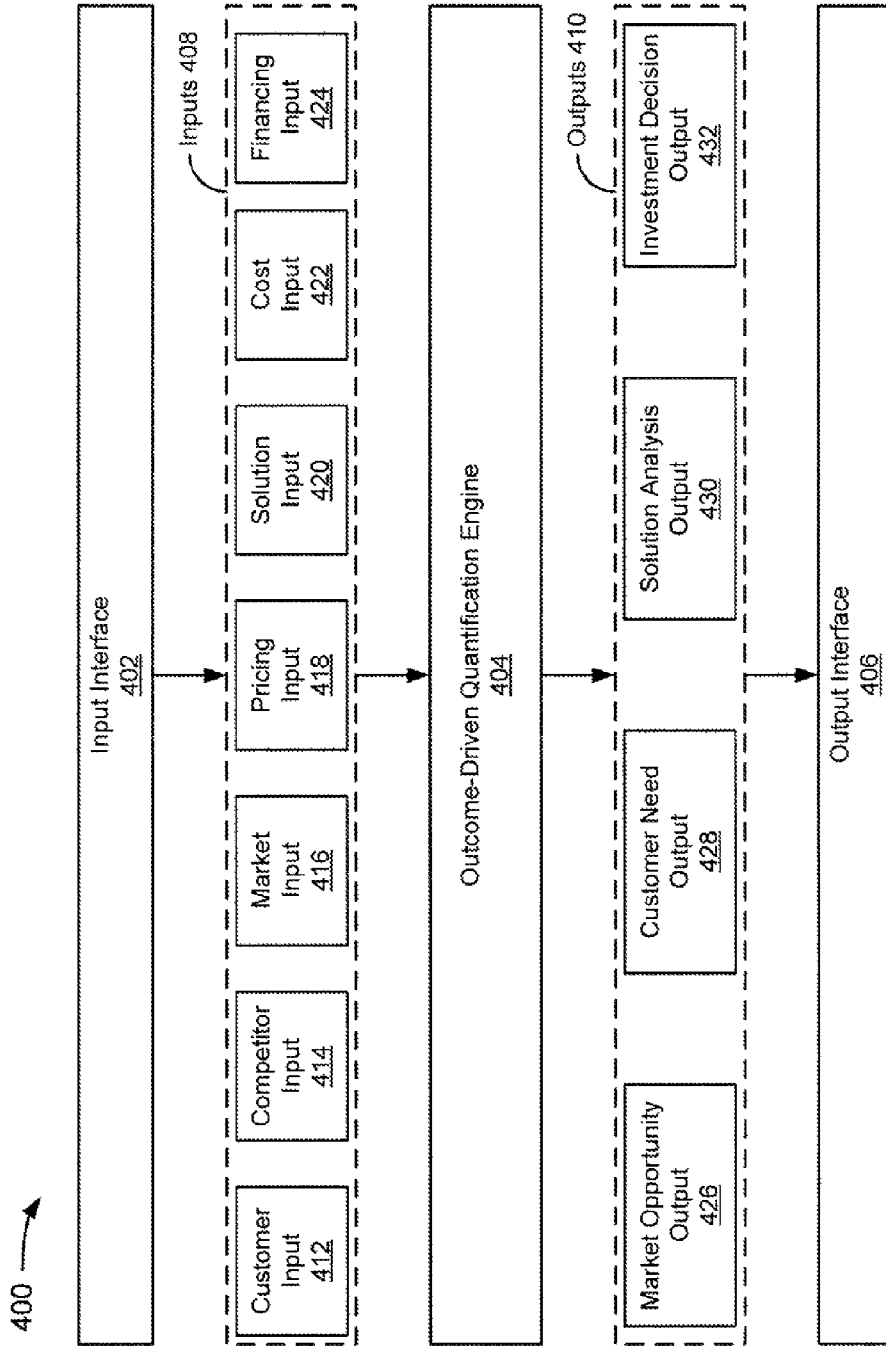 400
Input Interface
402
Inputs 408
Customer
Input
412
Competitor
Input
414
Market
Input
416
Pricing
Input
418
Solution
Input
420
Cost
Input
422
Financing
Input
424
Outcome-Driven Quantification Engine
404
Outputs 410
Market Opportunity
Output
426
Customer Need
Output
428
Solution Analysis
Output
430
Investment Decision
Output
432
Output Interface
406